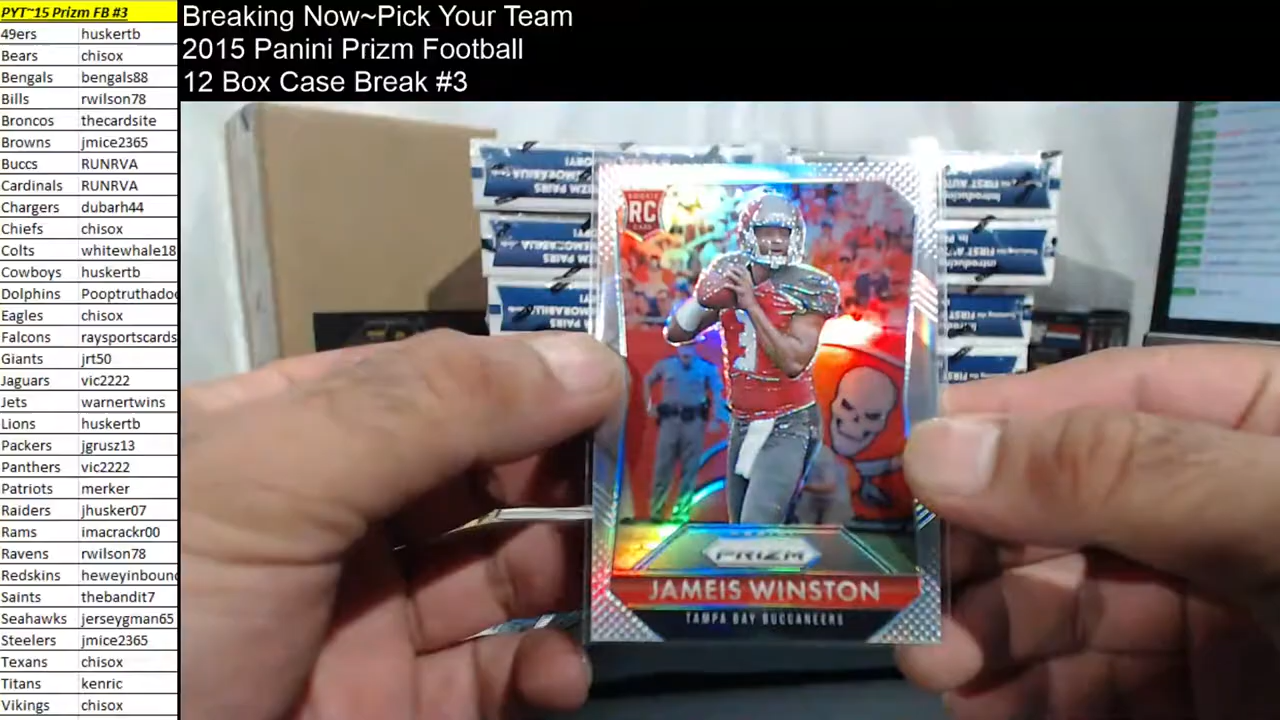 PYT~15 Prizm FB #3
49ers huskertb
Bears chisox
Bengals bengals88
Bills rwilson78
Broncos thecardsite
Browns jmice2365
Buccs RUNRVA
Cardinals RUNRVA
Chargers dubarh44
Chiefs chisox
Colts whitewhale18
Cowboys huskertb
Dolphins Pooptruthadoo
Eagles chisox
Falcons raysportscards
Giants jrt50
Jaguars vic2222
Jets warnertwins
Lions huskertb
Packers jgrusz13
Panthers vic2222
Patriots merker
Raiders jhusker07
Rams imacrackr00
Ravens rwilson78
Redskins heweyinbound
Saints thebandit7
Seahawks jerseygman65
Steelers jmice2365
Texans chisox
Titans kenric
Vikings chisox
Breaking Now~Pick Your Team
2015 Panini Prizm Football
12 Box Case Break #3
ROOKIE
RC
CARD
3
PRIZM
JAMEIS WINSTON
TAMPA BAY BUCCANEERS